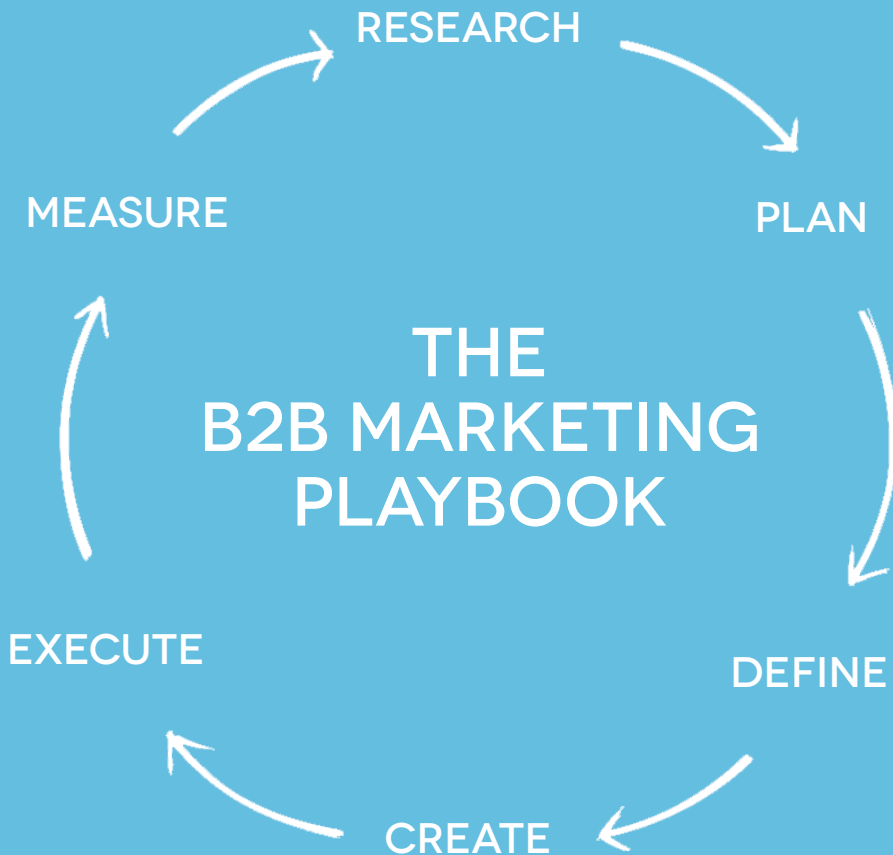 RESEARCH
MEASURE
PLAN
THE
B2B MARKETING
PLAYBOOK
EXECUTE
DEFINE
CREATE